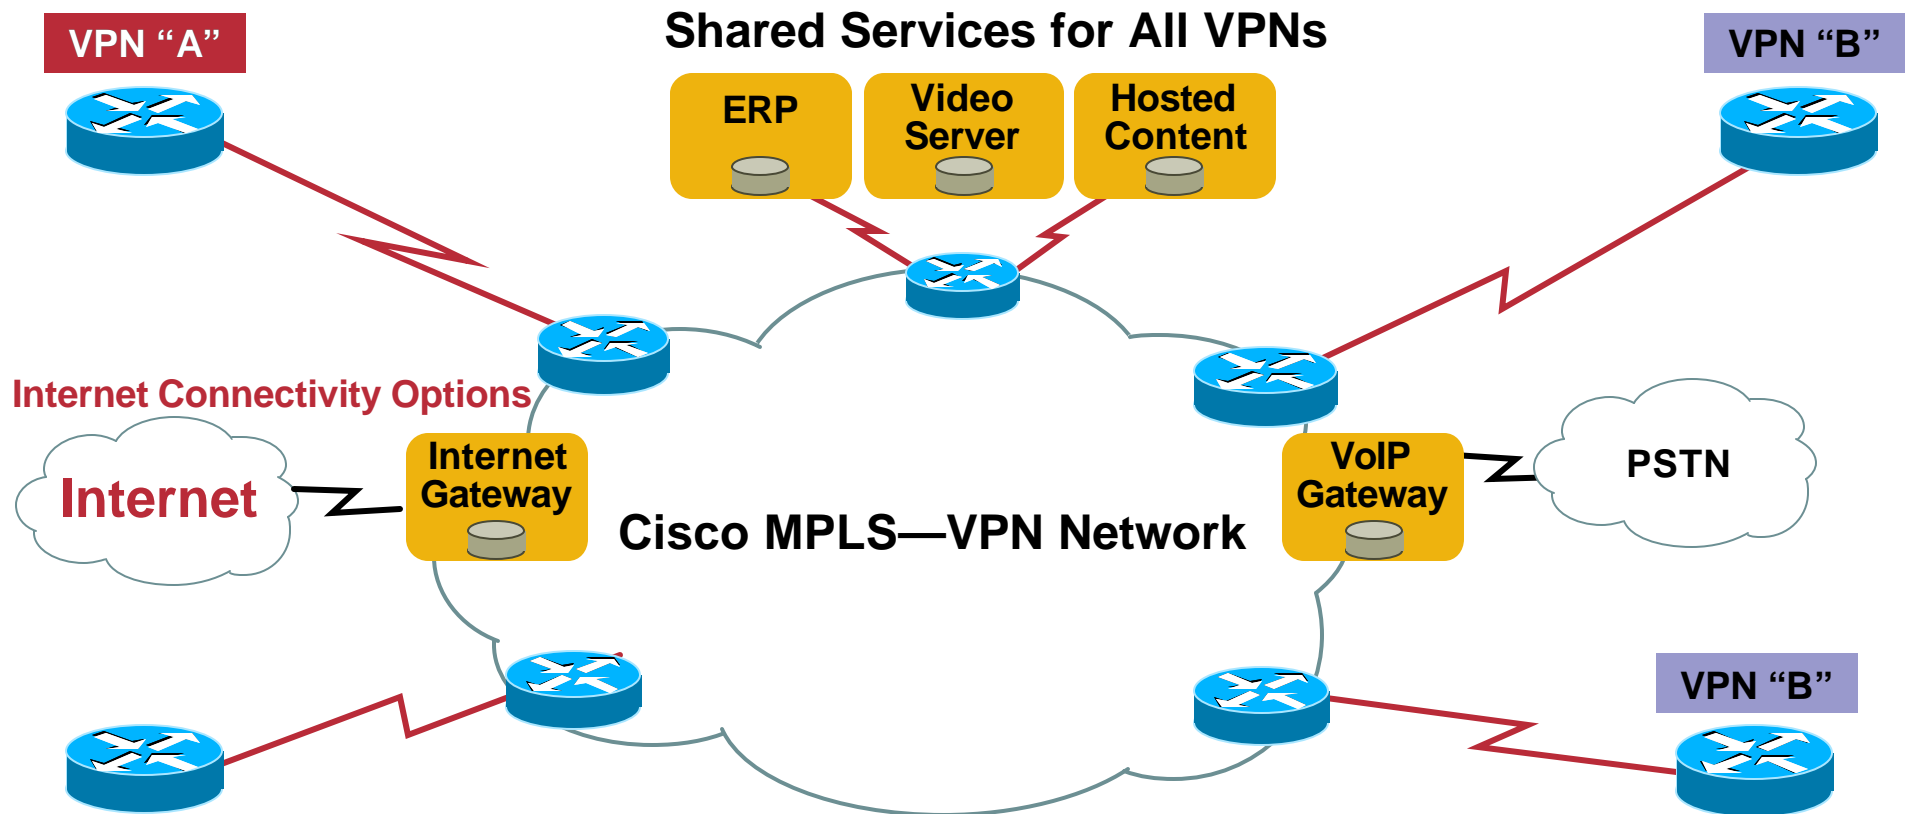 Shared Services for All VPNs
VPN “A”
VPN “B”
ERP
Video
Server
Hosted
Content
Internet Connectivity Options
Internet
Internet
Gateway
Cisco MPLS—VPN Network
VoIP
Gateway
PSTN
VPN “B”